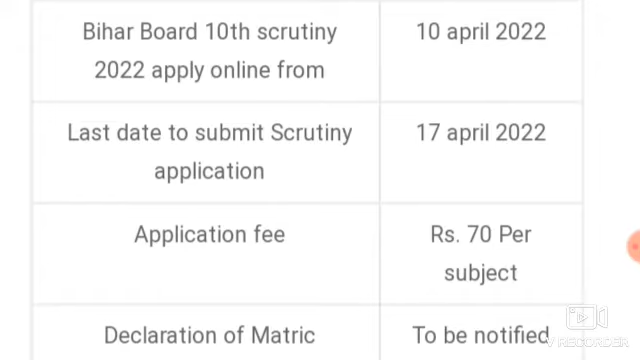 Bihar Board 10th scrutiny
2022 apply online from
10 april 2022
Last date to submit Scrutiny
application
17 april 2022
Application fee
Rs. 70 Per
subject
Declaration of Matric
To be notified
V RECORDER